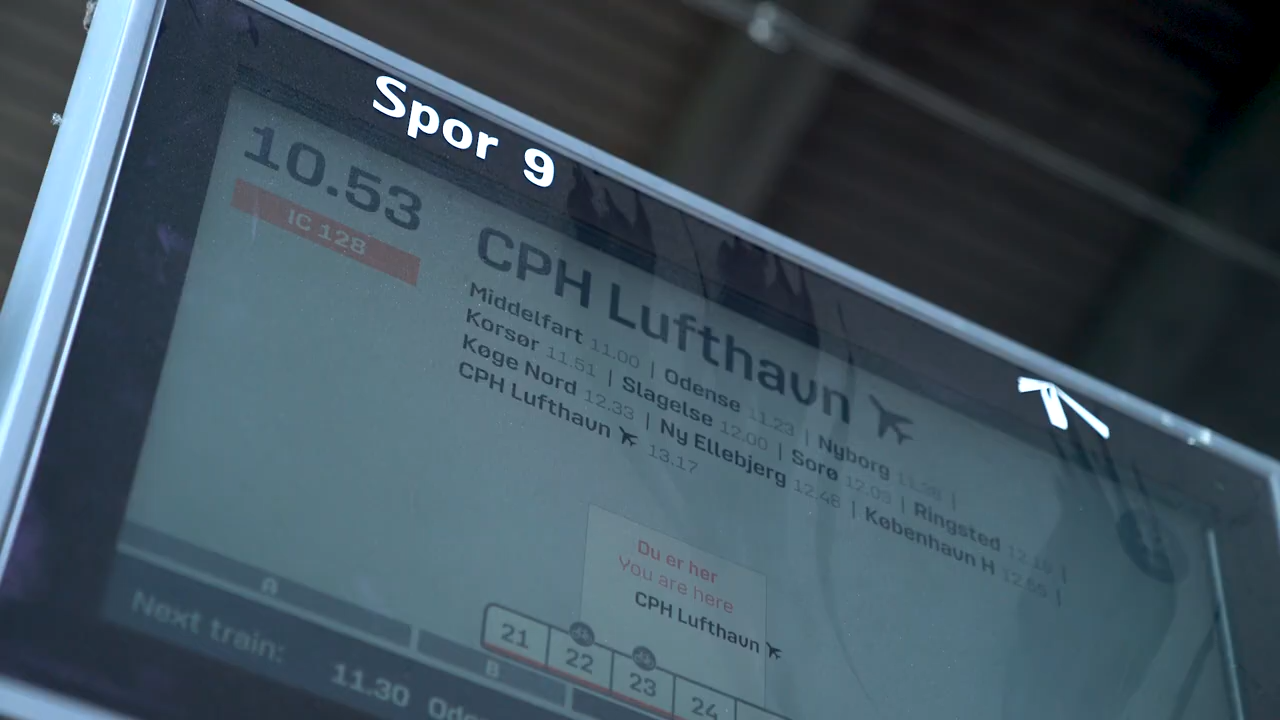 Spor 9
10.53
IC 128
CPH Lufthavn
Middelfart 11.00 | Odense 11.23 | Nyborg |
Korsør 11.51 | Slagelse 12.00 | Sorø 12.09 | Ringsted |
Køge Nord 12.33 | Ny Ellebjerg 12.48 | København H |
CPH Lufthavn 13.17
Du er her
You are here
CPH Lufthavn
21 22 23 24
A
B
Next train:
11.30